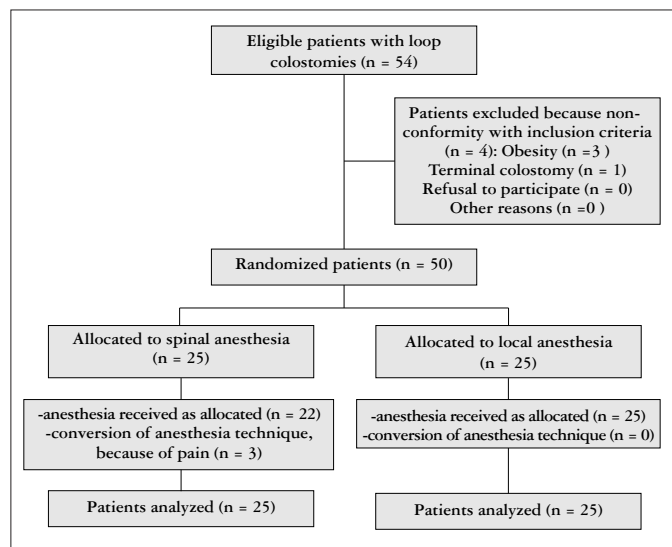 Eligible patients with loop
colostomies (n = 54)
Patients excluded because non-
conformity with inclusion criteria
(n = 4): Obesity (n =3 )
Terminal colostomy (n = 1)
Refusal to participate (n = 0)
Other reasons (n =0 )
Randomized patients (n = 50)
Allocated to spinal anesthesia
(n = 25)
Allocated to local anesthesia
(n = 25)
-anesthesia received as allocated (n = 22)
-conversion of anesthesia technique,
because of pain (n = 3)
-anesthesia received as allocated (n = 25)
-conversion of anesthesia technique (n = 0)
Patients analyzed (n = 25)
Patients analyzed (n = 25)